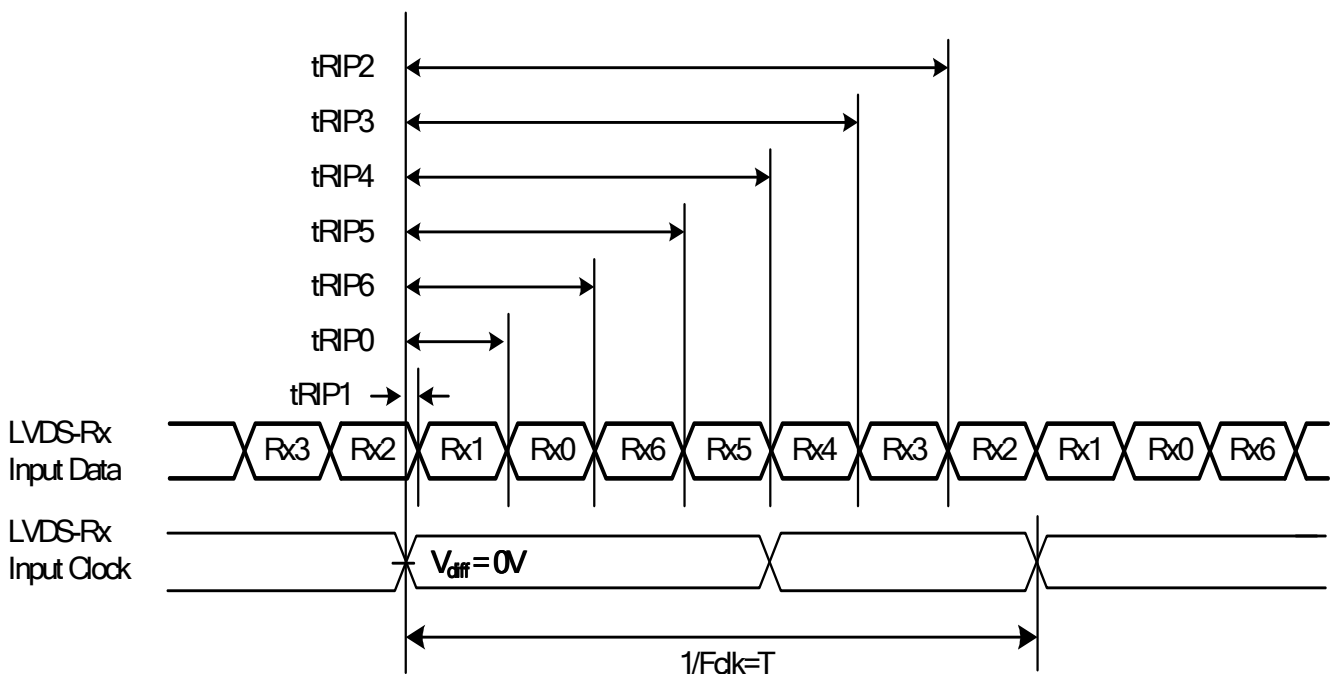 tRIP2
tRIP3
tRIP4
tRIP5
tRIP6
tRIP0
tRIP1
LVDS-Rx
Input Data
Rx3 Rx2 Rx1 Rx0 Rx6 Rx5 Rx4 Rx3 Rx2 Rx1 Rx0 Rx6
LVDS-Rx
Input Clock
Vdiff = 0V
1/Fclk=T